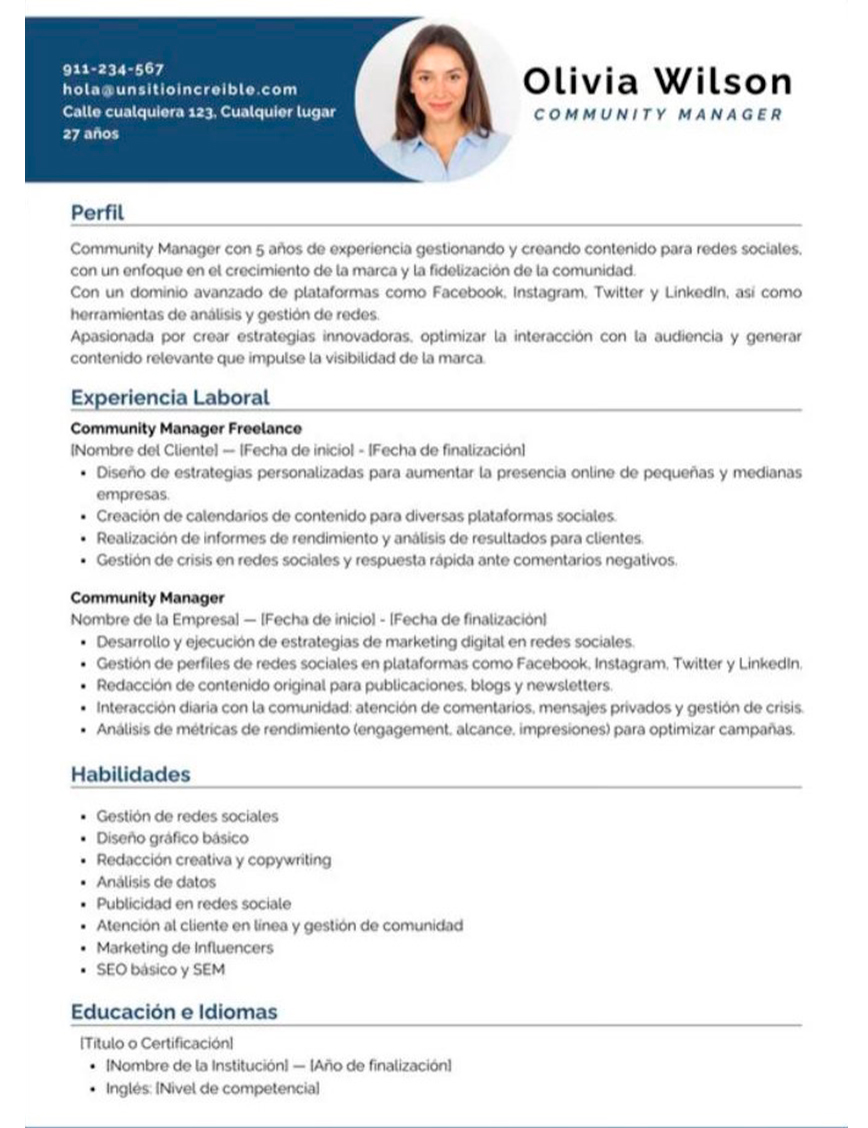 911-234-567
hola@unsitioincreible.com
Calle cualquiera 123, Cualquier lugar
27 años
Olivia Wilson
COMMUNITY MANAGER
Perfil
Community Manager con 5 años de experiencia gestionando y creando contenido para redes sociales,
con un enfoque en el crecimiento de la marca y la fidelización de la comunidad.
Con un dominio avanzado de plataformas como Facebook, Instagram, Twitter y LinkedIn, así como
herramientas de análisis y gestión de redes.
Apasionada por crear estrategias innovadoras, optimizar la interacción con la audiencia y generar
contenido relevante que impulse la visibilidad de la marca.
Experiencia Laboral
Community Manager Freelance
[Nombre del Cliente] — [Fecha de inicio] - [Fecha de finalización]
• Diseño de estrategias personalizadas para aumentar la presencia online de pequeñas y medianas
empresas.
• Creación de calendarios de contenido para diversas plataformas sociales.
• Realización de informes de rendimiento y análisis de resultados para clientes.
• Gestión de crisis en redes sociales y respuesta rápida ante comentarios negativos.
Community Manager
Nombre de la Empresa] — [Fecha de inicio] - [Fecha de finalización]
• Desarrollo y ejecución de estrategias de marketing digital en redes sociales.
• Gestión de perfiles de redes sociales en plataformas como Facebook, Instagram, Twitter y LinkedIn.
• Redacción de contenido original para publicaciones, blogs y newsletters.
• Interacción diaria con la comunidad: atención de comentarios, mensajes privados y gestión de crisis.
• Análisis de métricas de rendimiento (engagement, alcance, impresiones) para optimizar campañas.
Habilidades
• Gestión de redes sociales
• Diseño gráfico básico
• Redacción creativa y copywriting
• Análisis de datos
• Publicidad en redes sociale
• Atención al cliente en línea y gestión de comunidad
• Marketing de Influencers
• SEO básico y SEM
Educación e Idiomas
[Título o Certificación]
• [Nombre de la Institución] — [Año de finalización]
• Inglés: [Nivel de competencia]